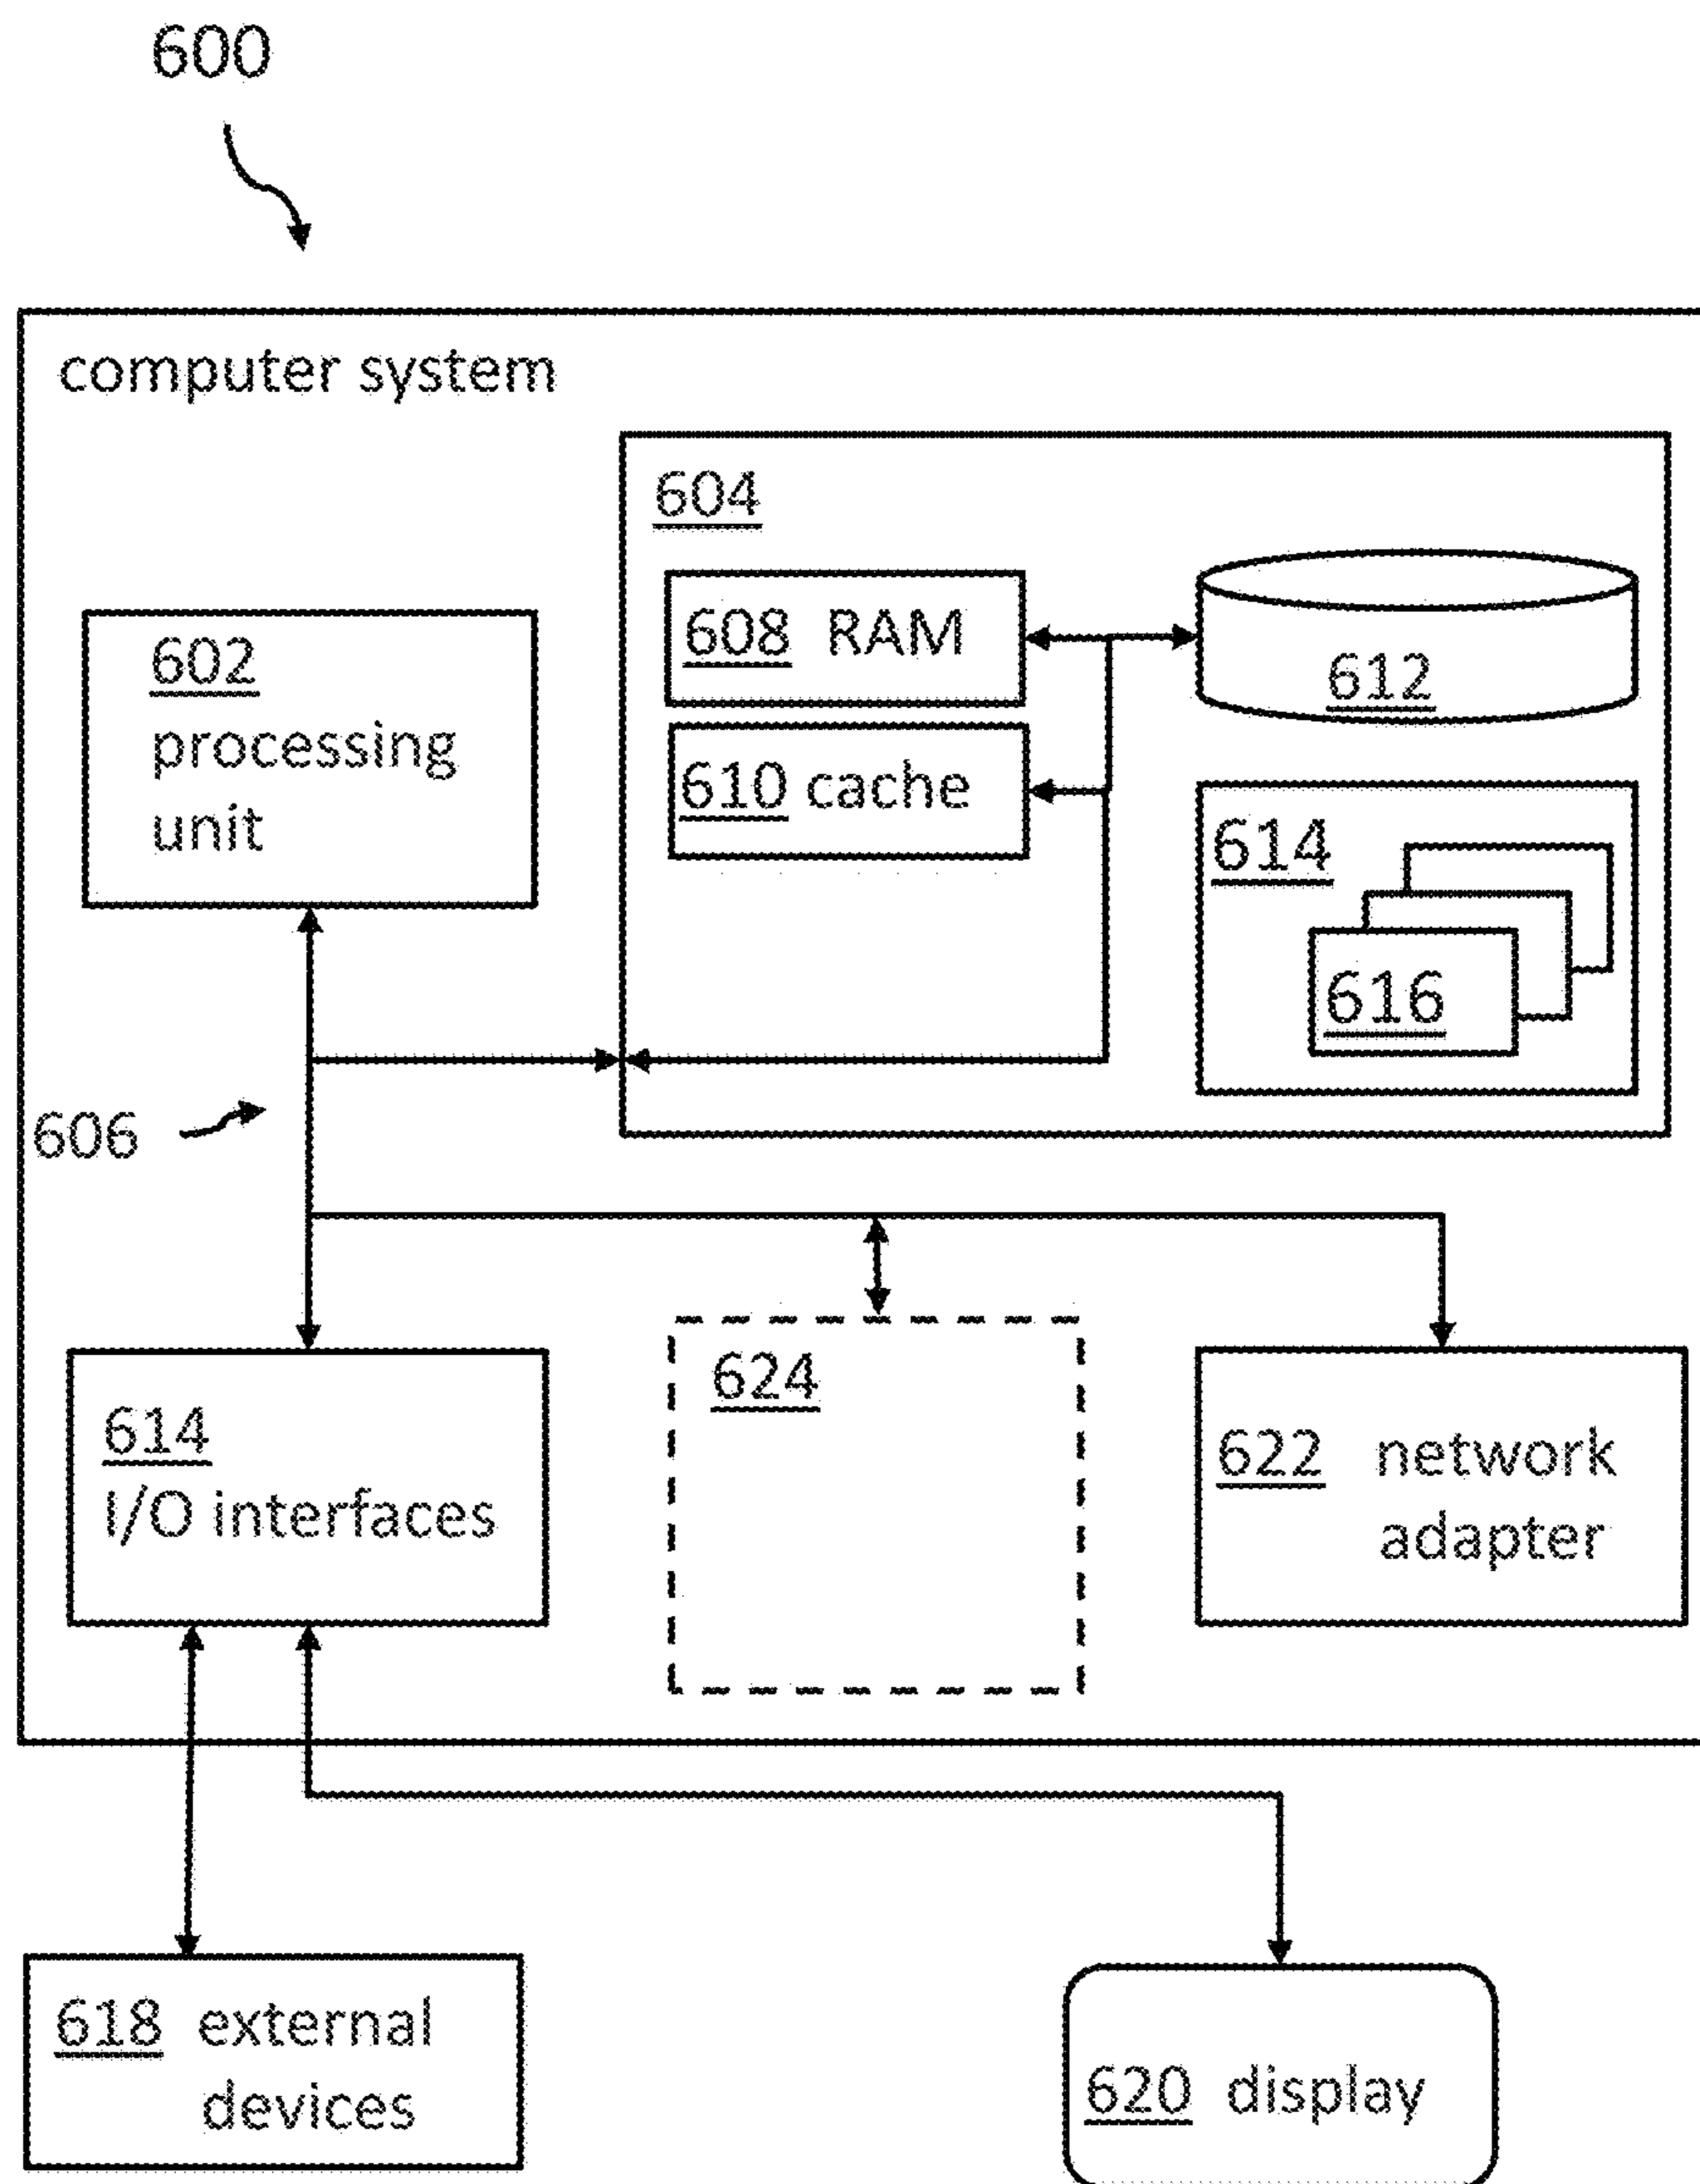 600
computer system
604
608 RAM
612
602
processing
unit
610 cache
614
616
606
624
614
I/O interfaces
622 network
adapter
618 external
devices
620 display